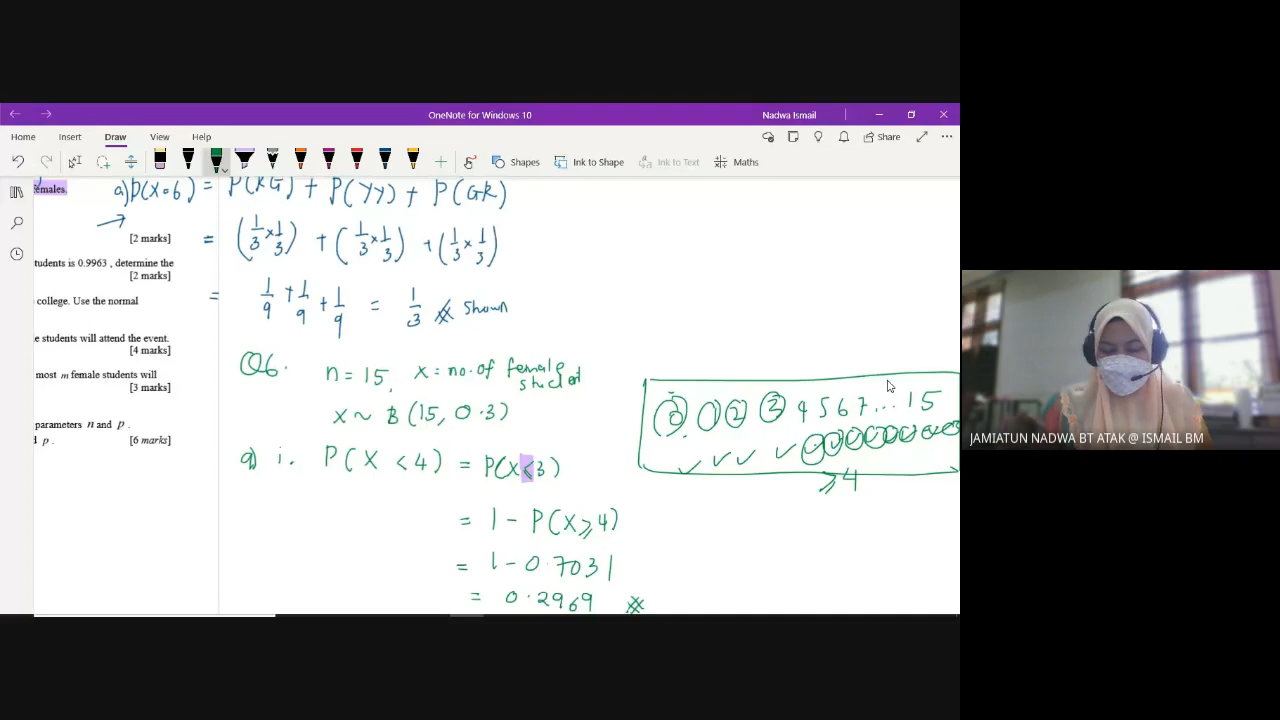 OneNote for Windows 10
Nadwa Ismail
Home Insert Draw View Help
Share
Shapes Ink to Shape Ink to Text Maths
females.
a) P(X=6) = P(RG) + P(YY) + P(GR)
[2 marks]
= (1/3 × 1/3) + (1/3 × 1/3) + (1/3 × 1/3)
tudents is 0.9963 , determine the
[2 marks]
college. Use the normal
= 1/9 + 1/9 + 1/9 = 1/3 Shown
e students will attend the event.
[4 marks]
most m female students will
[3 marks]
parameters n and p .
d p . [6 marks]
Q6. n = 15, X = no. of female student
X ~ B (15, 0.3)
a) i. P(X < 4) = P(X ≤ 3)
= 1 - P(X ≥ 4)
= 1 - 0.7031
= 0.2969
0 1 2 3 4 5 6 7 ... 15
≥ 4
JAMIATUN NADWA BT ATAK @ ISMAIL BM